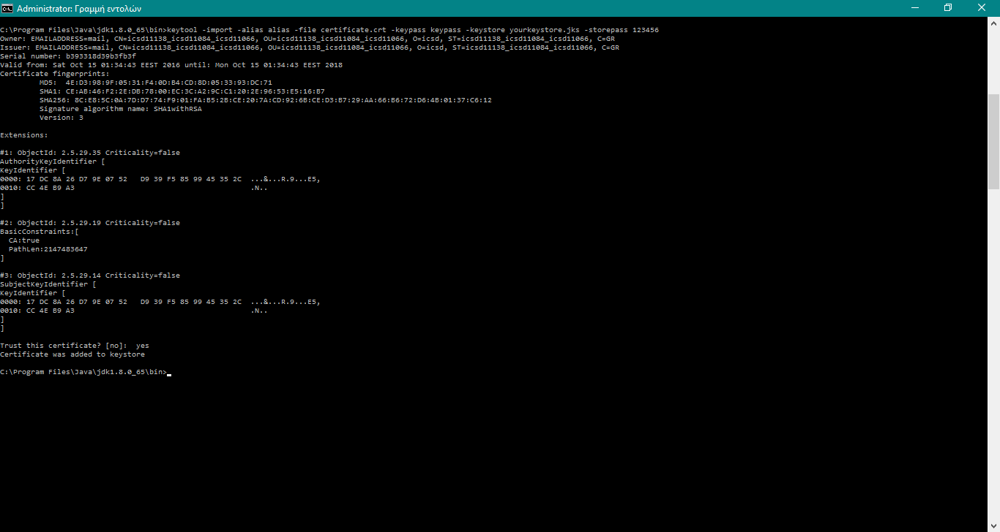 Administrator: Γραμμή εντολών
C:\Program Files\Java\jdk1.8.0_65\bin>keytool -import -alias alias -file certificate.crt -keypass keypass -keystore yourkeystore.jks -storepass 123456
Owner: EMAILADDRESS=mail, CN=icsd11138_icsd11084_icsd11066, OU=icsd11138_icsd11084_icsd11066, O=icsd, ST=icsd11138_icsd11084_icsd11066, C=GR
Issuer: EMAILADDRESS=mail, CN=icsd11138_icsd11084_icsd11066, OU=icsd11138_icsd11084_icsd11066, O=icsd, ST=icsd11138_icsd11084_icsd11066, C=GR
Serial number: b393318d39b3fb3f
Valid from: Sat Oct 15 01:34:43 EEST 2016 until: Mon Oct 15 01:34:43 EEST 2018
Certificate fingerprints:
         MD5:  4E:D3:98:9F:05:31:F4:0D:B4:CD:8D:05:33:93:DC:71
         SHA1: CE:AB:46:F2:2E:DB:78:00:EC:3C:A2:9C:C1:20:2E:96:53:E5:16:B7
         SHA256: 8C:E8:5C:0A:7D:D7:74:F9:01:FA:B5:2B:CE:20:7A:CD:92:6B:CE:D3:B7:29:AA:66:B6:72:D6:4B:01:37:C6:12
         Signature algorithm name: SHA1withRSA
         Version: 3
Extensions:
#1: ObjectId: 2.5.29.35 Criticality=false
AuthorityKeyIdentifier [
KeyIdentifier [
0000: 17 DC 8A 26 D7 9E 07 52   D9 39 F5 85 99 45 35 2C  ...&...R.9...E5,
0010: CC 4E B9 A3                                        .N..
]
]
#2: ObjectId: 2.5.29.19 Criticality=false
BasicConstraints:[
  CA:true
  PathLen:2147483647
]
#3: ObjectId: 2.5.29.14 Criticality=false
SubjectKeyIdentifier [
KeyIdentifier [
0000: 17 DC 8A 26 D7 9E 07 52   D9 39 F5 85 99 45 35 2C  ...&...R.9...E5,
0010: CC 4E B9 A3                                        .N..
]
]
Trust this certificate? [no]:  yes
Certificate was added to keystore
C:\Program Files\Java\jdk1.8.0_65\bin>